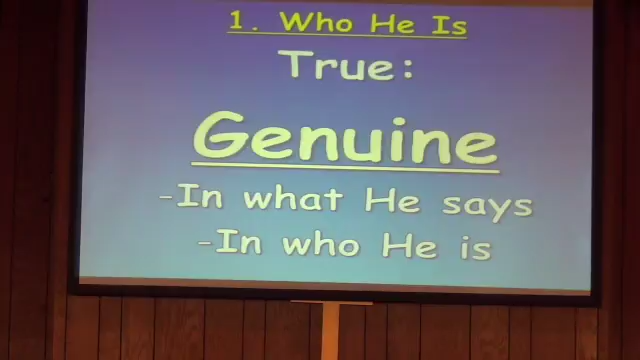 1. Who He Is
True:
Genuine
-In what He says
-In who He is